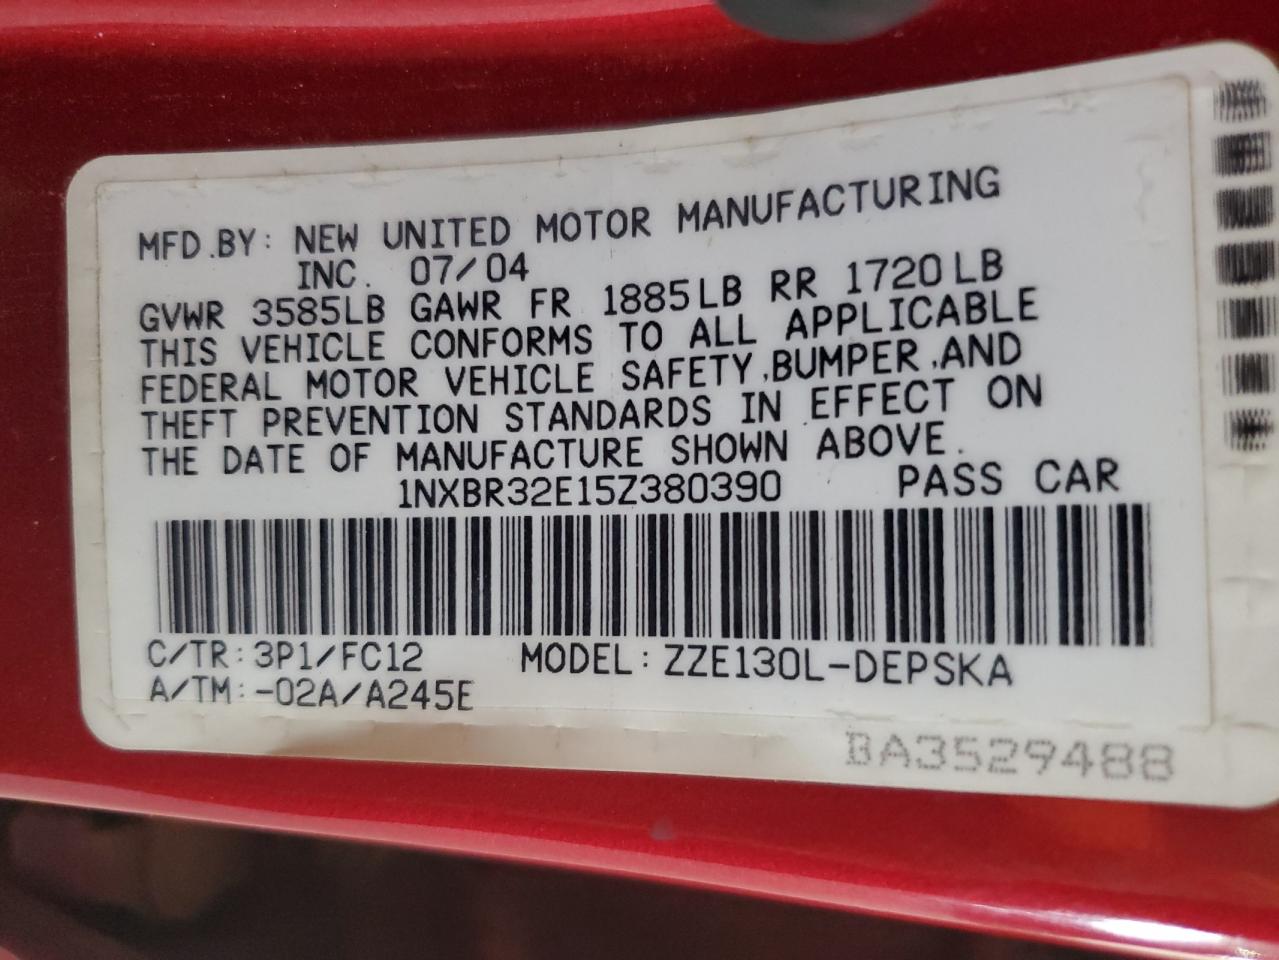 MFD.BY: NEW UNITED MOTOR MANUFACTURING
INC. 07/04
GVWR 3585LB GAWR FR 1885LB RR 1720LB
THIS VEHICLE CONFORMS TO ALL APPLICABLE
FEDERAL MOTOR VEHICLE SAFETY,BUMPER,AND
THEFT PREVENTION STANDARDS IN EFFECT ON
THE DATE OF MANUFACTURE SHOWN ABOVE.
1NXBR32E15Z380390 PASS CAR
C/TR:3P1/FC12 MODEL:ZZE130L-DEPSKA
A/TM:-02A/A245E
BA3529488